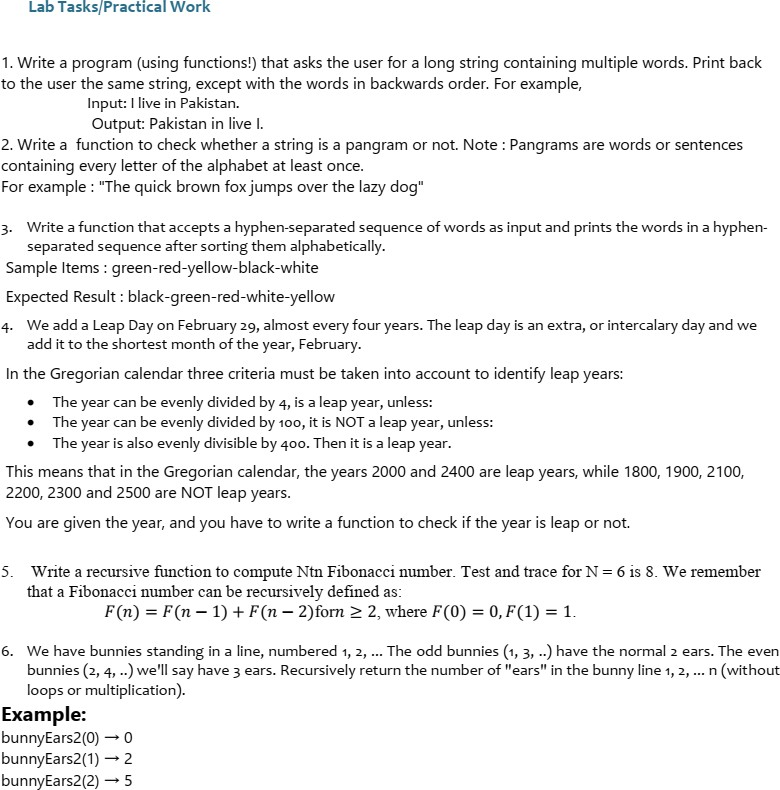 Lab Tasks/Practical Work
1. Write a program (using functions!) that asks the user for a long string containing multiple words. Print back
to the user the same string, except with the words in backwards order. For example,
Input: I live in Pakistan.
Output: Pakistan in live I.
2. Write a  function to check whether a string is a pangram or not. Note : Pangrams are words or sentences
containing every letter of the alphabet at least once.
For example : "The quick brown fox jumps over the lazy dog"
3. Write a function that accepts a hyphen-separated sequence of words as input and prints the words in a hyphen-
separated sequence after sorting them alphabetically.
Sample Items : green-red-yellow-black-white
Expected Result : black-green-red-white-yellow
4. We add a Leap Day on February 29, almost every four years. The leap day is an extra, or intercalary day and we
add it to the shortest month of the year, February.
In the Gregorian calendar three criteria must be taken into account to identify leap years:
• The year can be evenly divided by 4, is a leap year, unless:
• The year can be evenly divided by 100, it is NOT a leap year, unless:
• The year is also evenly divisible by 400. Then it is a leap year.
This means that in the Gregorian calendar, the years 2000 and 2400 are leap years, while 1800, 1900, 2100,
2200, 2300 and 2500 are NOT leap years.
You are given the year, and you have to write a function to check if the year is leap or not.
5. Write a recursive function to compute Ntn Fibonacci number. Test and trace for N = 6 is 8. We remember
that a Fibonacci number can be recursively defined as:
F(n) = F(n − 1) + F(n − 2)forn ≥ 2, where F(0) = 0, F(1) = 1.
6. We have bunnies standing in a line, numbered 1, 2, ... The odd bunnies (1, 3, ..) have the normal 2 ears. The even
bunnies (2, 4, ..) we'll say have 3 ears. Recursively return the number of "ears" in the bunny line 1, 2, ... n (without
loops or multiplication).
Example:
bunnyEars2(0) → 0
bunnyEars2(1) → 2
bunnyEars2(2) → 5